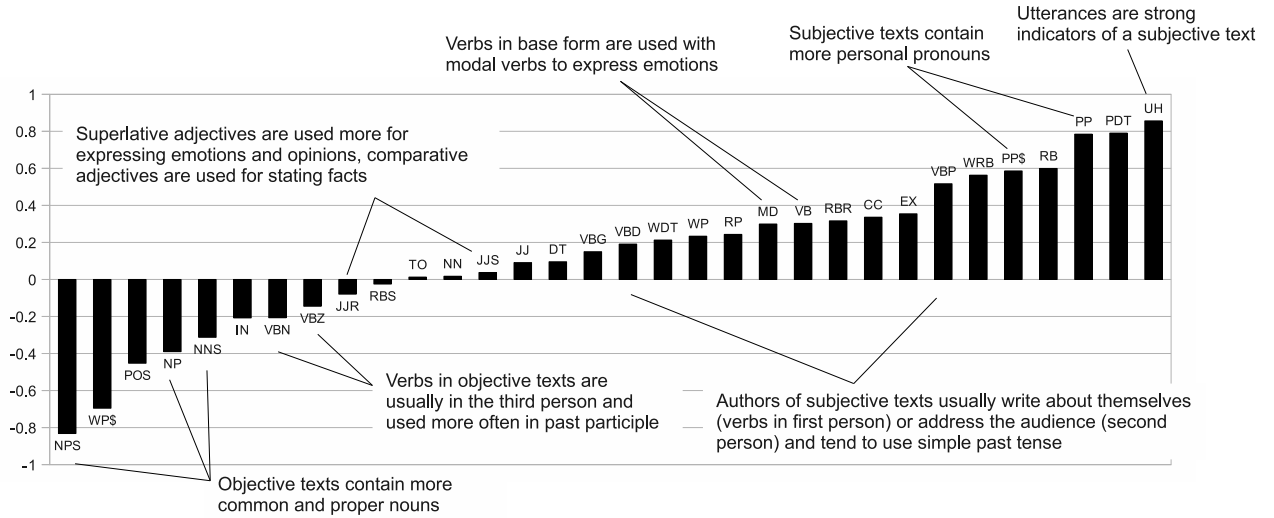 Utterances are strong
indicators of a subjective text
Subjective texts contain
more personal pronouns
Verbs in base form are used with
modal verbs to express emotions
Superlative adjectives are used more for
expressing emotions and opinions, comparative
adjectives are used for stating facts
1
0.8
0.6
0.4
0.2
0
-0.2
-0.4
-0.6
-0.8
-1
NPS
WP$
POS
NP
NNS
IN
VBN
VBZ
JJR
RBS
TO
NN
JJS
JJ
DT
VBG
VBD
WDT
WP
RP
MD
VB
RBR
CC
EX
VBP
WRB
PP$
RB
PP
PDT
UH
Verbs in objective texts are
usually in the third person and
used more often in past participle
Authors of subjective texts usually write about themselves
(verbs in first person) or address the audience (second
person) and tend to use simple past tense
Objective texts contain more
common and proper nouns